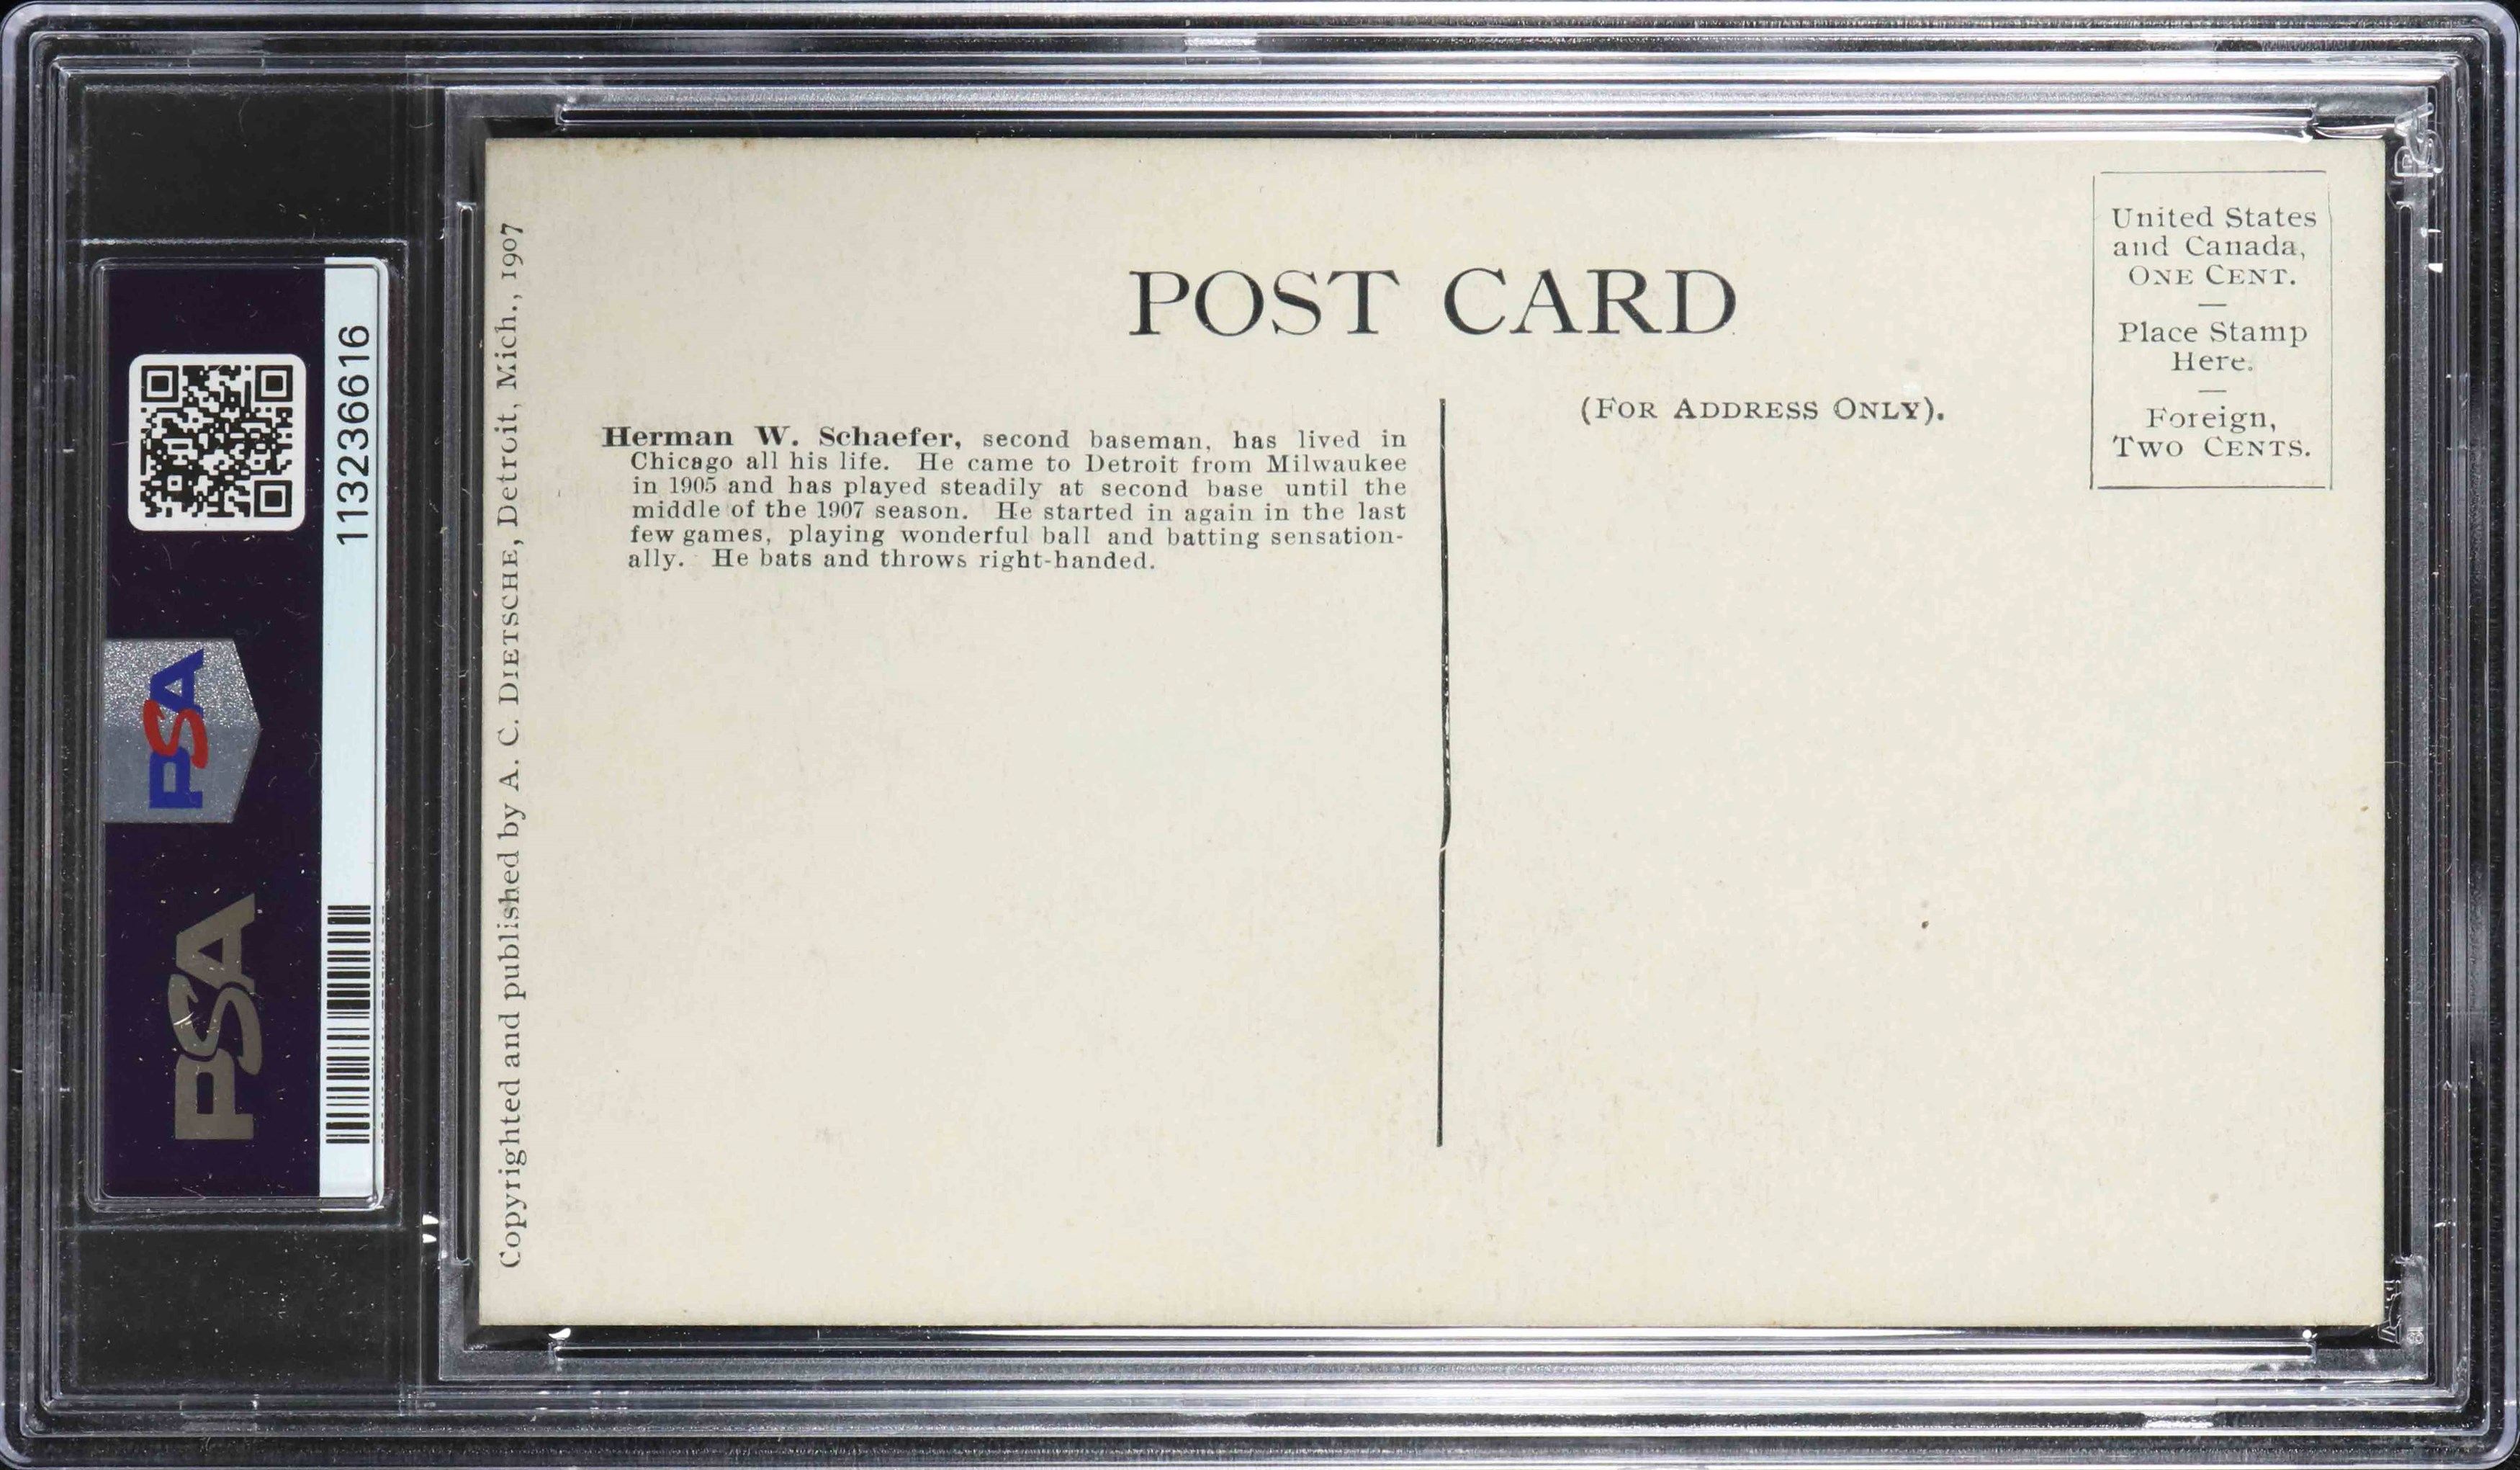 113236616
PSA
PSA
Copyrighted and published by A. C. DIETSCHE, Detroit, Mich., 1907
POST CARD
United States
and Canada,
ONE CENT.
Place Stamp
Here.
Foreign,
TWO CENTS.
(FOR ADDRESS ONLY).
Herman W. Schaefer, second baseman, has lived in
Chicago all his life. He came to Detroit from Milwaukee
in 1905 and has played steadily at second base until the
middle of the 1907 season. He started in again in the last
few games, playing wonderful ball and batting sensation-
ally. He bats and throws right-handed.
PSA